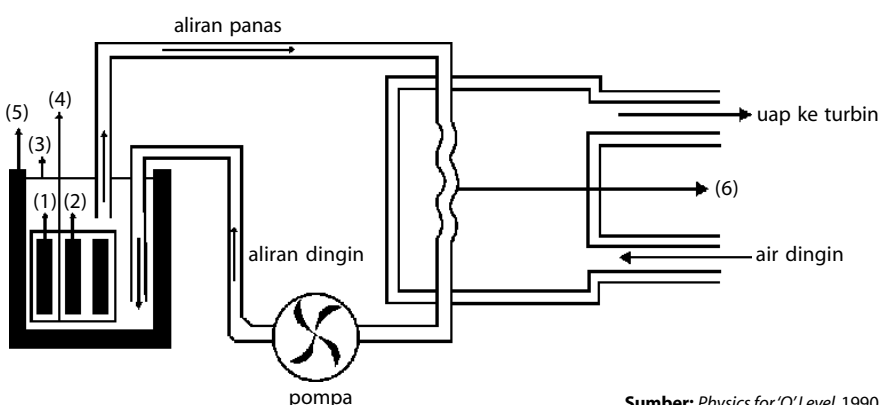 aliran panas
(5)
(4)
(3)
(1) (2)
uap ke turbin
(6)
aliran dingin
air dingin
pompa
Sumber: Physics for 'O' Level, 1990